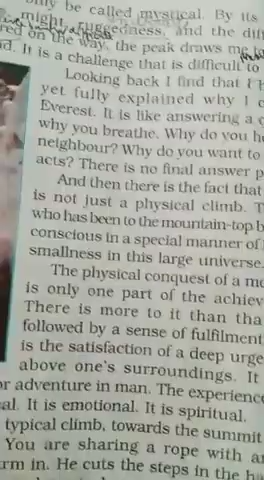 only be called mystical. By its
might, ruggedness, and the
on the way, the peak draws me
It is a challenge that is difficult to
Looking back I find that I
yet fully explained why I
Everest. It is like answering a
why you breathe. Why do you
neighbour? Why do you want to
acts? There is no final answer
And then there is the fact that
is not just a physical climb.
who has been to the mountain-top
conscious in a special manner of
smallness in this large universe.
The physical conquest of a
is only one part of the
There is more to it than
followed by a sense of fulfilment
is the satisfaction of a deep urge
above one's surroundings. It
adventure in man. The experience
It is emotional. It is spiritual.
typical climb, towards the summit
You are sharing a rope with
in. He cuts the steps in the